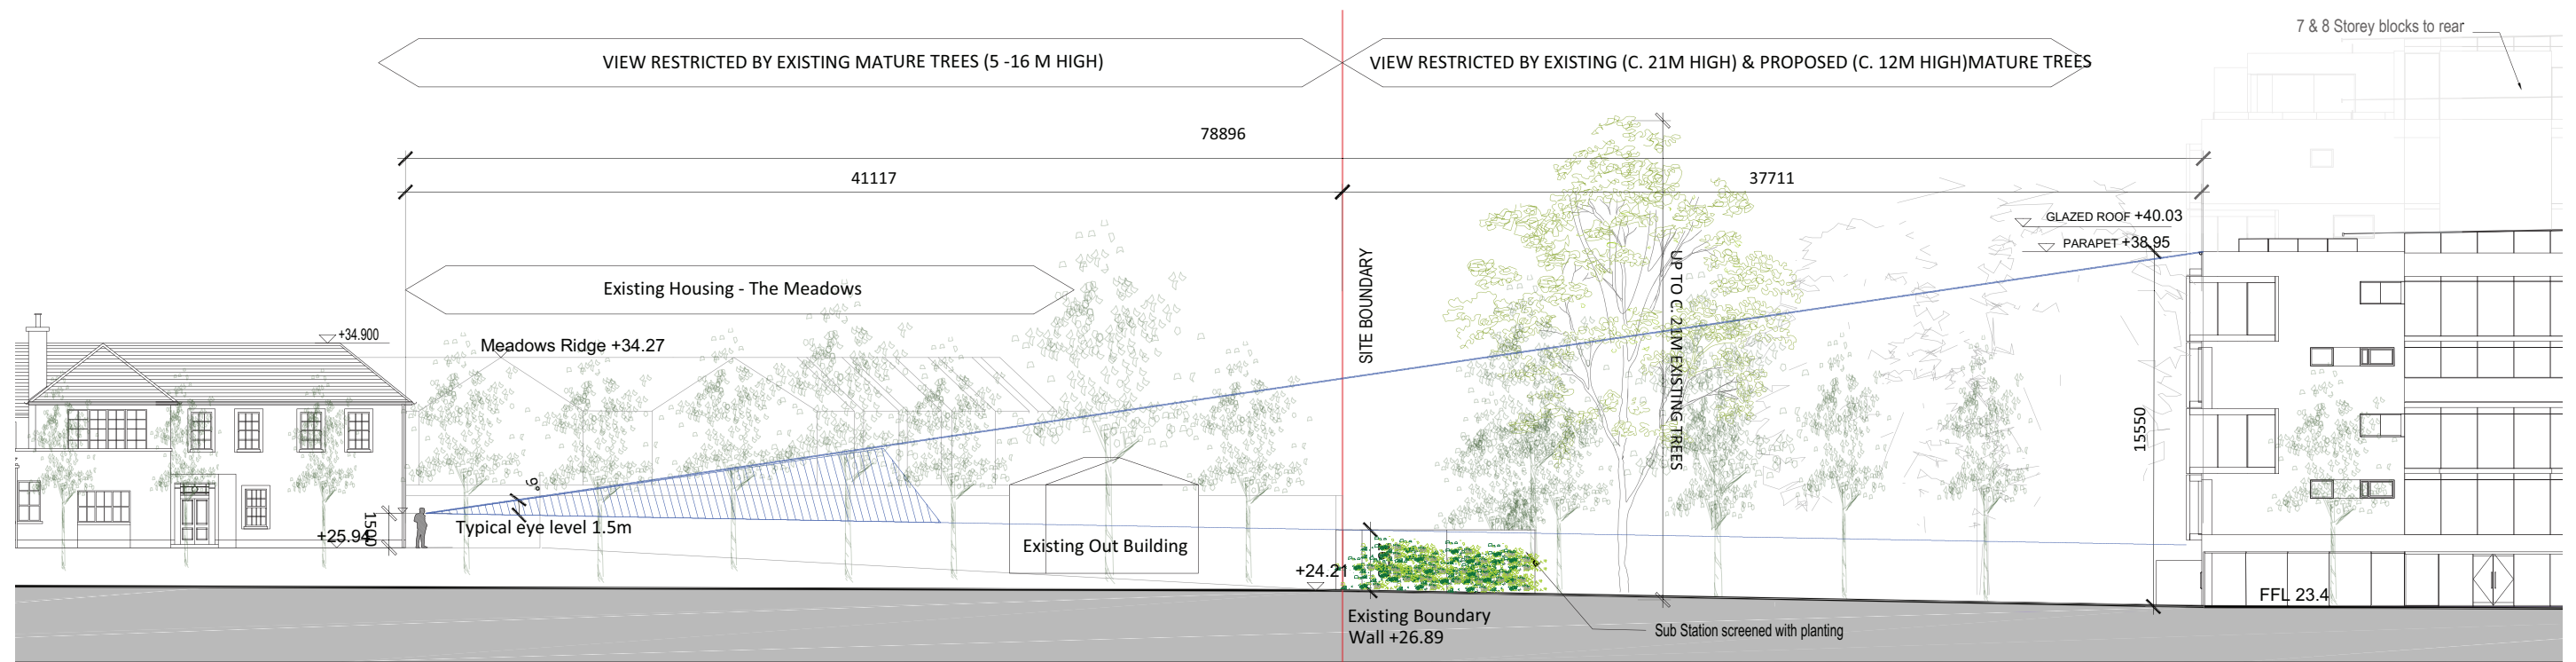 7 & 8 Storey blocks to rear
VIEW RESTRICTED BY EXISTING MATURE TREES (5 -16 M HIGH)
VIEW RESTRICTED BY EXISTING (C. 21M HIGH) & PROPOSED (C. 12M HIGH)MATURE TREES
78896
41117
37711
GLAZED ROOF +40.03
PARAPET +38.95
SITE BOUNDARY
UP TO C. 21M EXISTING TREES
Existing Housing - The Meadows
+34.900
Meadows Ridge +34.27
15550
9°
1500
Typical eye level 1.5m
+25.94
Existing Out Building
+24.21
FFL 23.4
Existing Boundary
Wall +26.89
Sub Station screened with planting